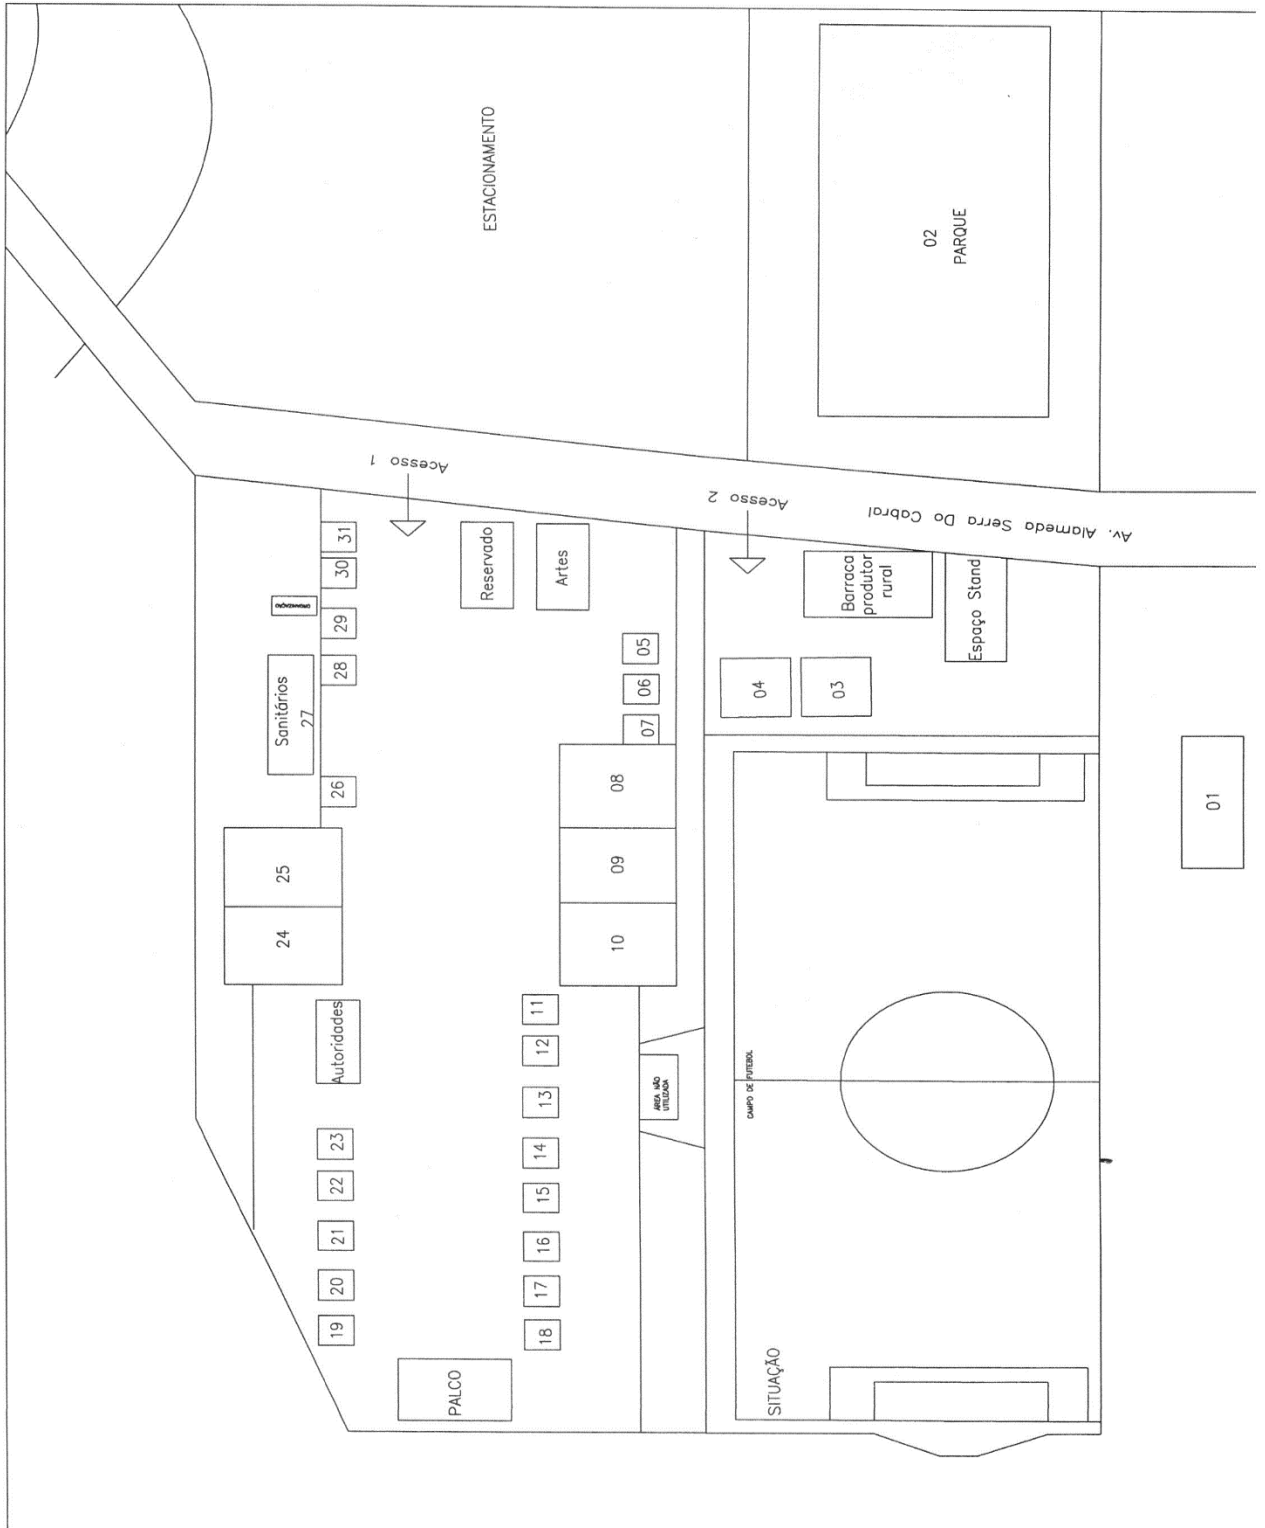 ESTACIONAMENTO
02
PARQUE
Acesso 1
Acesso 2
Av. Alameda Serra Do Cabral
31
30
29
28
ORGANIZAÇÃO
Sanitários
27
26
25
24
Reservado
Artes
Barraca
produtor
rural
Espaço Stand
05
06
07
04
03
08
09
10
01
Autoridades
11
12
13
14
15
16
17
18
ÁREA NÃO
UTILIZADA
CAMPO DE FUTEBOL
23
22
21
20
19
PALCO
SITUAÇÃO